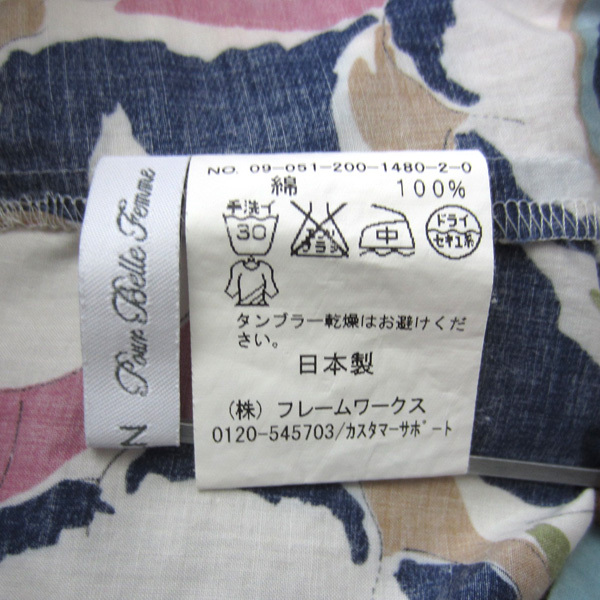 Pour Belle Femme
N
NO. 09-051-200-1480-2-0
綿 100%
手洗イ
30
中
ドライ
セキユ系
タンブラー乾燥はお避けくだ
さい。
日本製
(株) フレームワークス
0120-545703/カスタマーサポート